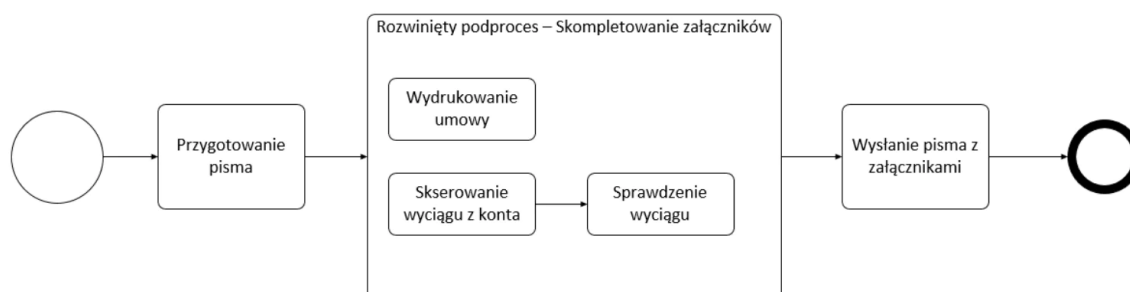 Rozwinięty podproces – Skompletowanie załączników
Przygotowanie
pisma
Wydrukowanie
umowy
Skserowanie
wyciągu z konta
Sprawdzenie
wyciągu
Wysłanie pisma z
załącznikami